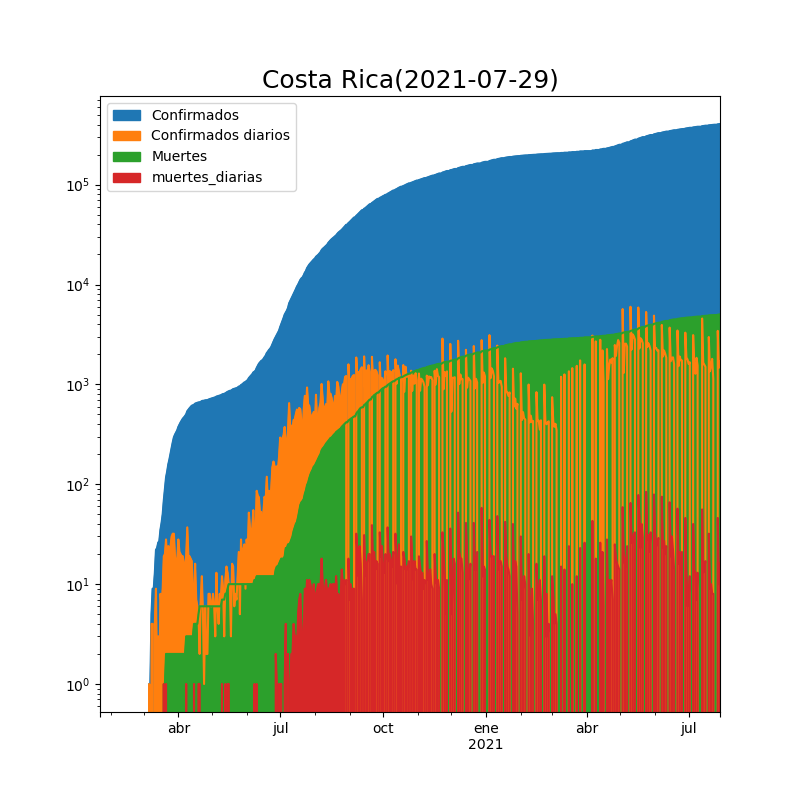 Costa Rica(2021-07-29)
Confirmados
Confirmados diarios
Muertes
muertes_diarias
10^5
10^4
10^3
10^2
10^1
10^0
abr jul oct ene abr jul
2021